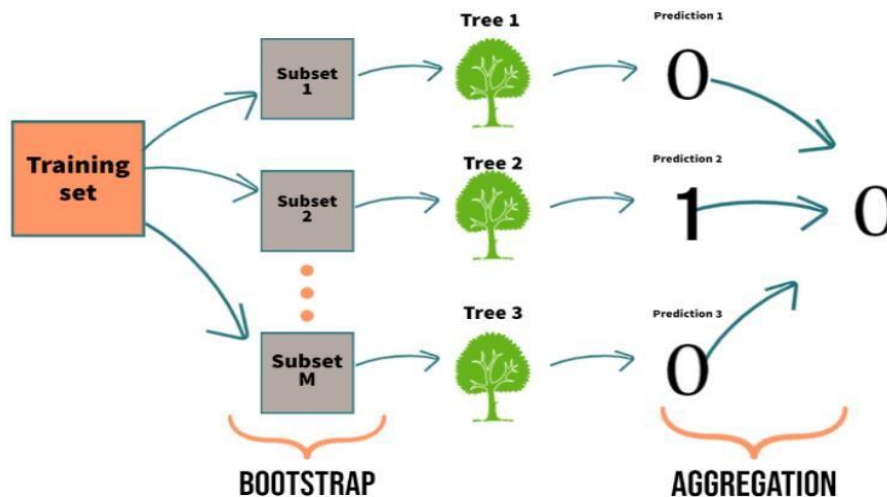 Training
set
Subset
1
Tree 1
Prediction 1
0
Subset
2
Tree 2
Prediction 2
1
0
Subset
M
Tree 3
Prediction 3
0
BOOTSTRAP
AGGREGATION